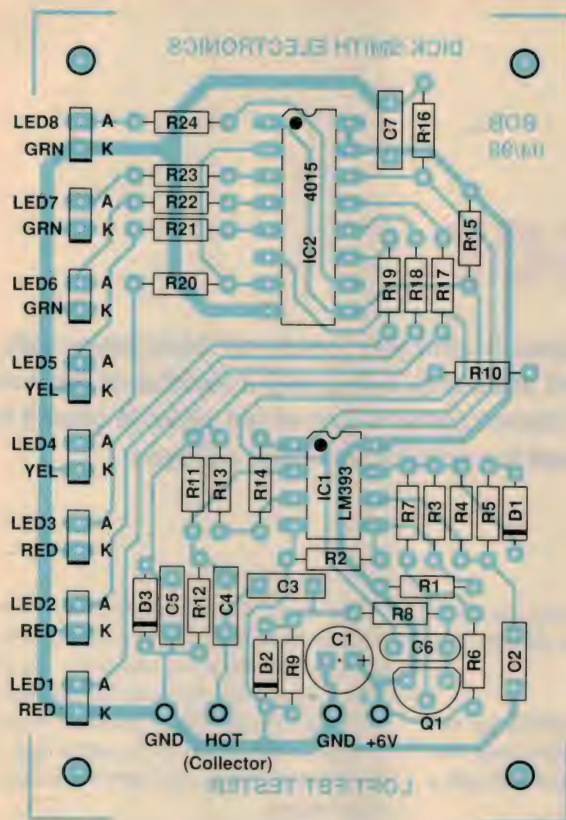 DICK SMITH ELECTRONICS
LED8 A R24 C7 R16
GRN K
4015
LED7 A R23
GRN K R22
R21 R15
IC2
LED6 A R20 R19 R18 R17
GRN K
LED5 A
YEL K R10
LED4 A
YEL K
R11 R13 R14 IC1 LM393
R7 R3 R4 R5 D1
LED3 A
RED K R2
D3 C5 R12 C4 C3 R1
LED2 A R8
RED K
D2 R9 C1 + C6 R6 C2
LED1 A
RED K Q1
GND HOT GND +6V
(Collector)
LOPT/FBT TESTER